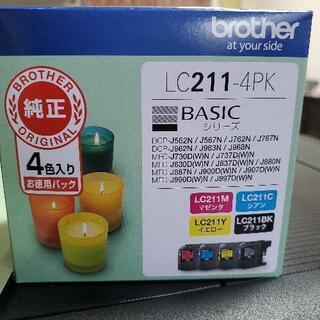 brother
at your side
LC211-4PK
BROTHER
純正
ORIGINAL
4色入り
お徳用パック
BASIC
シリーズ
DCP-J562N / J567N / J762N / J767N
DCP-J962N / J963N / J968N
MFC-J730D(W)N / J737D(W)N
MFC-J830D(W)N / J837D(W)N / J880N
MFC-J887N / J900D(W)N / J907D(W)N
MFC-J990D(W)N / J997D(W)N
LC211M
マゼンタ
LC211C
シアン
LC211Y
イエロー
LC211BK
ブラック